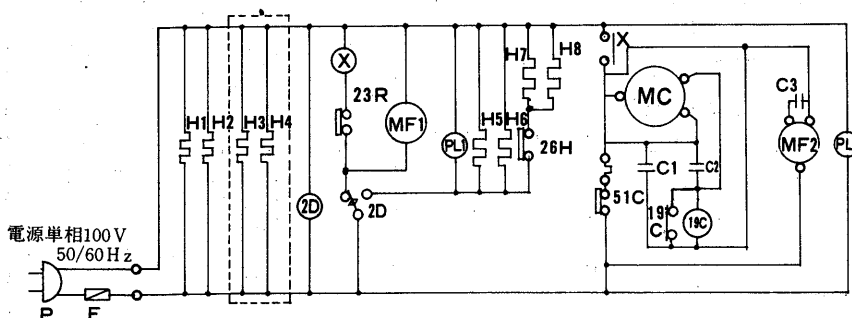 X
H7
H8
X
23R
C3
MC
H1
H2
H3
H4
MF1
H5
H6
PL1
26H
MF2
PL
C1
C2
2D
2D
51C
19
C
19C
電源単相100V
50/60Hz
P
F